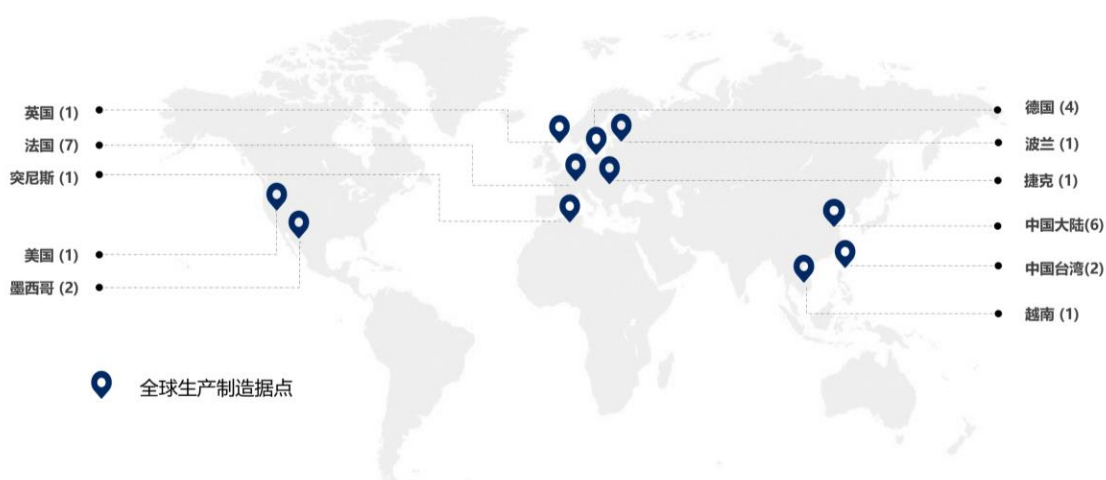 英国 (1)
法国 (7)
突尼斯 (1)
美国 (1)
墨西哥 (2)
德国 (4)
波兰 (1)
捷克 (1)
中国大陆(6)
中国台湾(2)
越南 (1)
全球生产制造据点